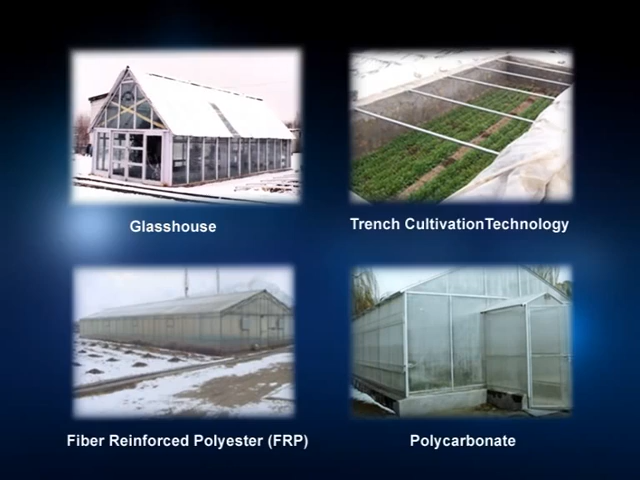 Glasshouse
Trench CultivationTechnology
Fiber Reinforced Polyester (FRP)
Polycarbonate